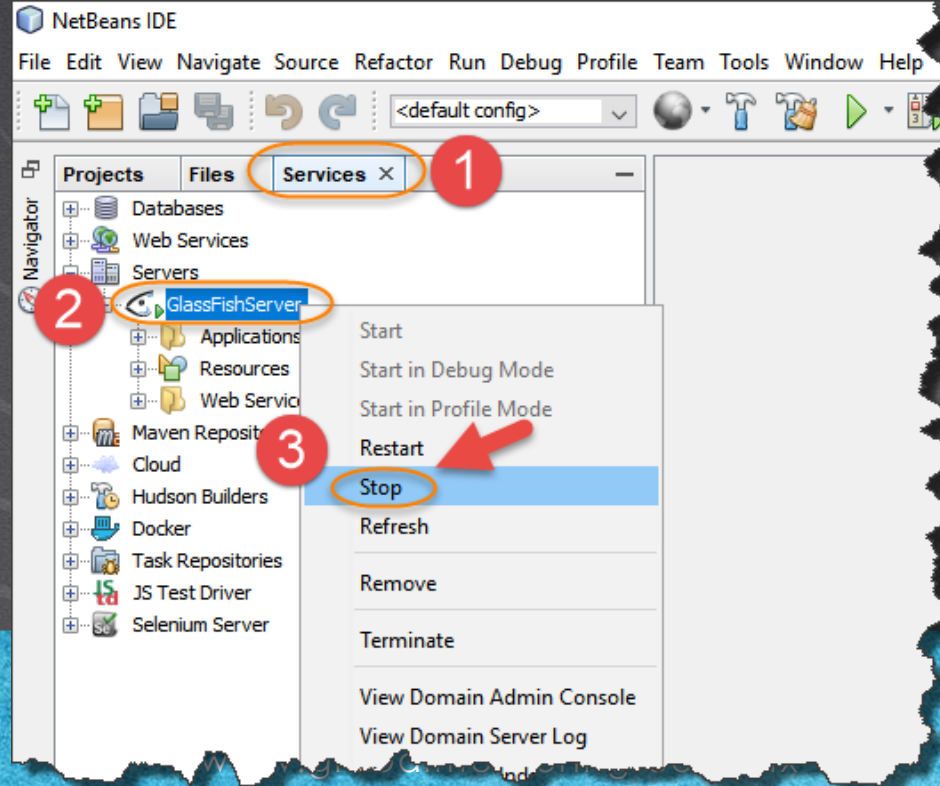 NetBeans IDE
File Edit View Navigate Source Refactor Run Debug Profile Team Tools Window Help
<default config>
Projects Files Services 1
Navigator
Databases
Web Services
Servers
2 GlassFishServer
Applications
Resources
Web Servic
Maven Reposit
Cloud
Hudson Builders
Docker
Task Repositories
JS Test Driver
Selenium Server
Start
Start in Debug Mode
Start in Profile Mode
Restart
3 Stop
Refresh
Remove
Terminate
View Domain Admin Console
View Domain Server Log